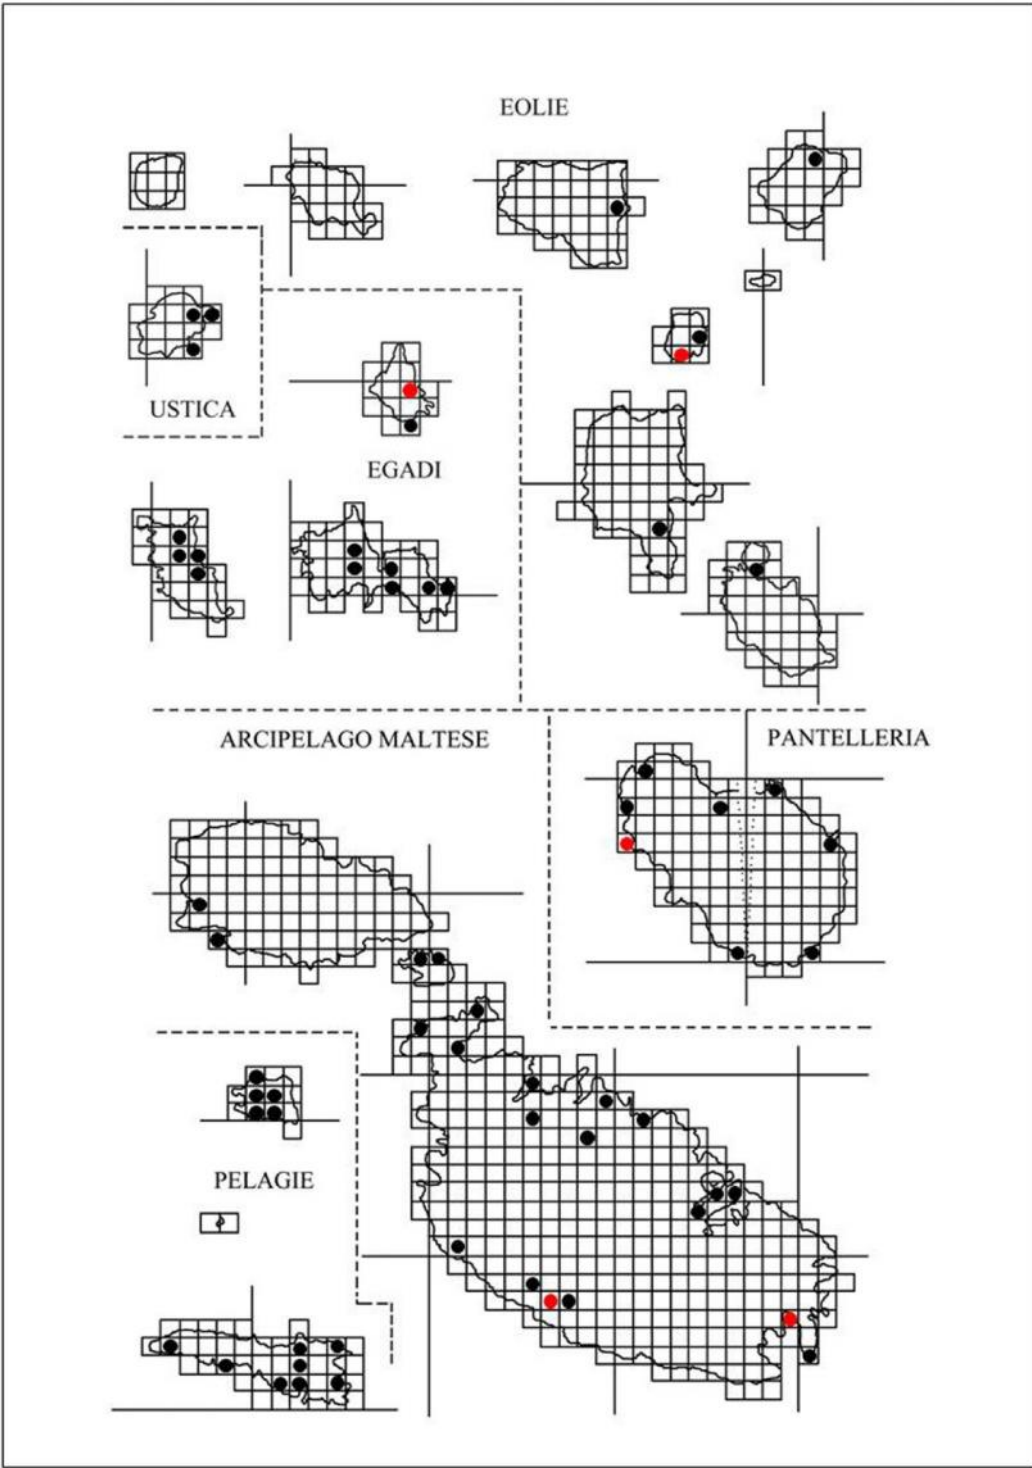 EOLIE
USTICA
EGADI
ARCIPELAGO MALTESE
PANTELLERIA
PELAGIE